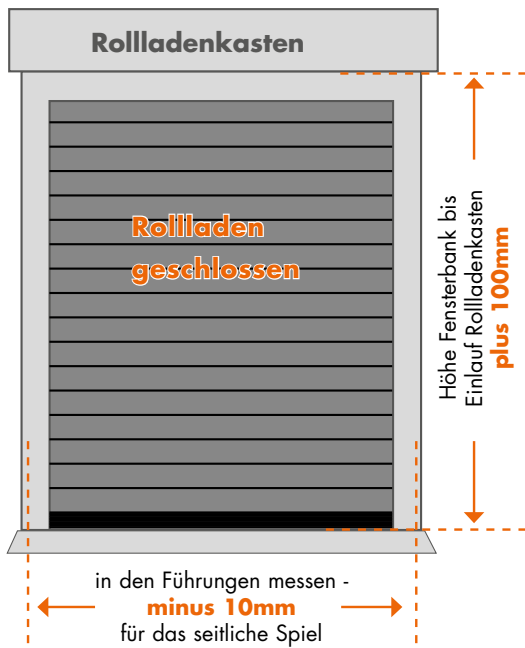 Rollladenkasten
Rollladen
geschlossen
Höhe Fensterbank bis
Einlauf Rollladenkasten
plus 100mm
in den Führungen messen -
minus 10mm
für das seitliche Spiel